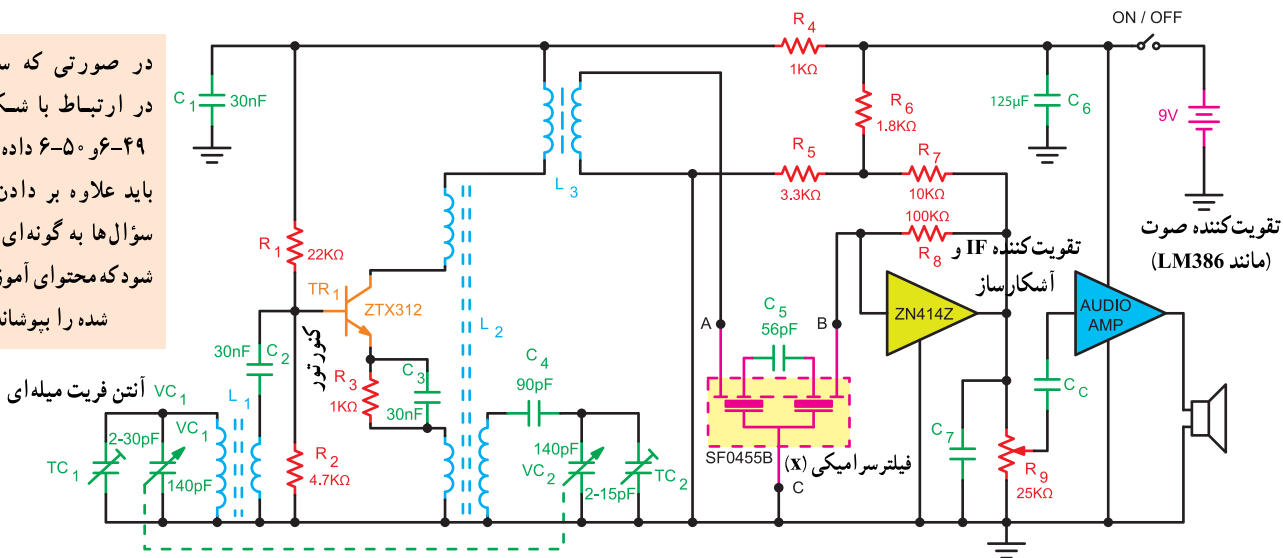 در صورتی که
در ارتباط با
۶-۴۹ و ۶-۵۰ داده
باید علاوه بر دادن
سؤال‌ها به گونه‌ای
شود که محتوای
شده را
ON / OFF
9V
تقویت‌کننده صوت
(مانند LM386)
C1 30nF
R4
1KΩ
125µF C6
R6
1.8KΩ
R5
3.3KΩ
R7
10KΩ
100KΩ
R8
L3
R1 22KΩ
TR1
ZTX312
کنورتور
L2
30nF C2
R3
1KΩ
C3
30nF
R2
4.7KΩ
آنتن فریت میله‌ای
VC1
L1
2-30pF
TC1
VC1
140pF
C4
90pF
140pF
VC2
2-15pF
TC2
A
B
C5
56pF
SF0455B
فیلتر سرامیکی (x)
C
تقویت‌کننده IF و
آشکارساز
ZN414Z
AUDIO
AMP
CC
C7
R9
25KΩ